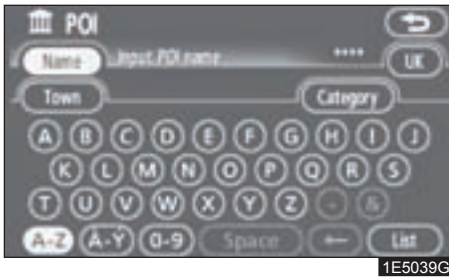 POI
Name Input POI name **** UK
Town Category
A B C D E F G H I J
K L M N O P Q R S
T U V W X Y Z - &
A-Z À-Ý 0-9 Space ← List
1E5039G